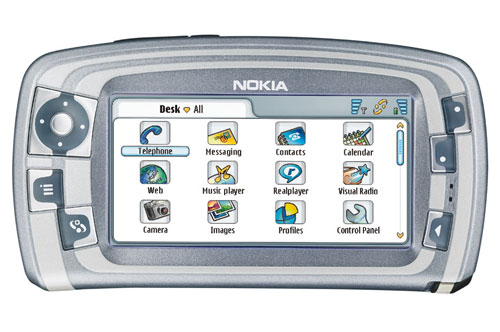 NOKIA
Desk All
Telephone Messaging Contacts Calendar
Web Music player Realplayer Visual Radio
Camera Images Profiles Control Panel